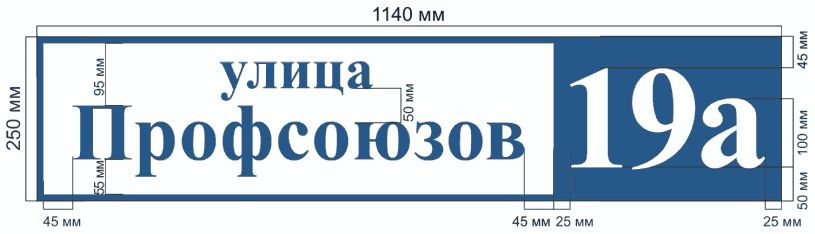 1140 мм
45 мм
95 мм
улица
19а
250 мм
50 мм
Профсоюзов
100 мм
55 мм
50 мм
45 мм
45 мм
25 мм
25 мм